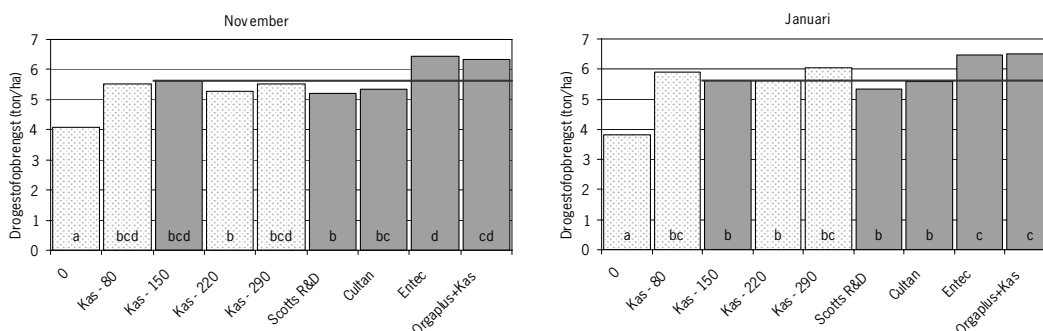 November
Drogestofopbrengst (ton/ha)
7
6
5
4
3
2
1
0
a bcd bcd b bcd b bc d cd
0 Kas - 80 Kas - 150 Kas - 220 Kas - 290 Scotts R&D Cultan Entec Orgaplus+Kas
Januari
Drogestofopbrengst (ton/ha)
7
6
5
4
3
2
1
0
a bc b b bc b b c c
0 Kas - 80 Kas - 150 Kas - 220 Kas - 290 Scotts R&D Cultan Entec Orgaplus+Kas